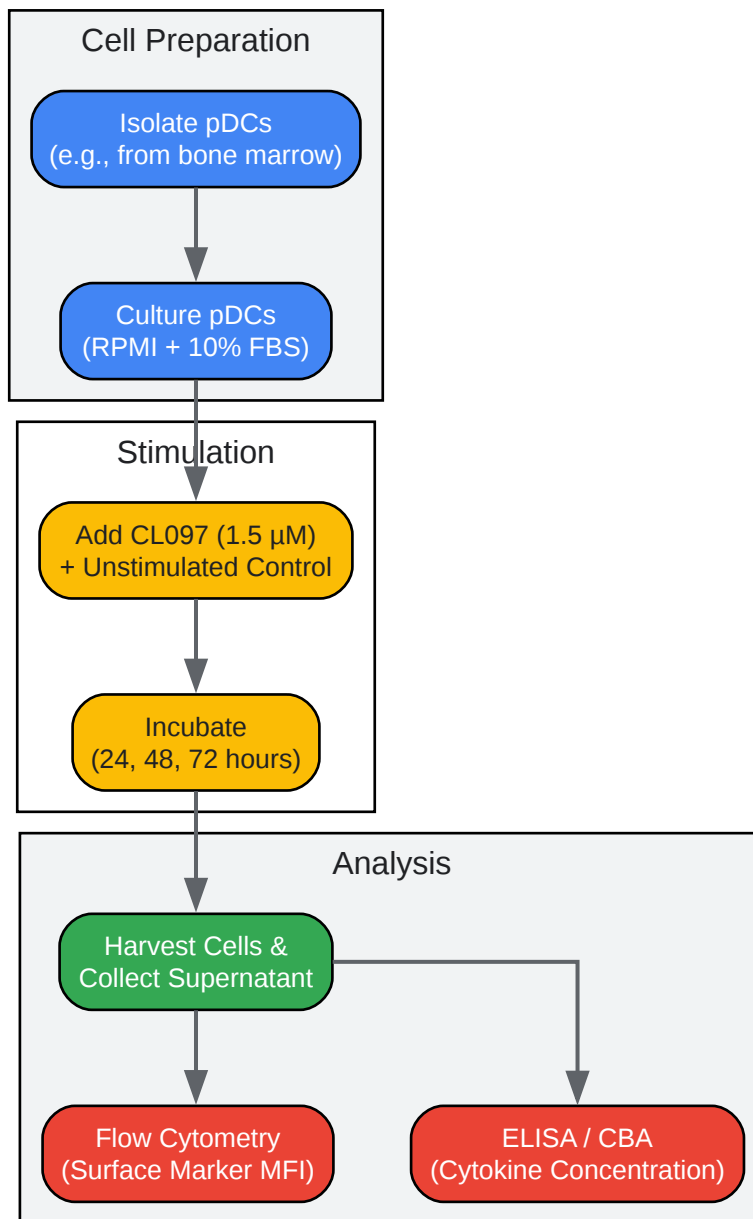 Cell Preparation
Isolate pDCs
(e.g., from bone marrow)
Culture pDCs
(RPMI + 10% FBS)
Stimulation
Add CL097 (1.5 µM)
+ Unstimulated Control
Incubate
(24, 48, 72 hours)
Analysis
Harvest Cells &
Collect Supernatant
Flow Cytometry
(Surface Marker MFI)
ELISA / CBA
(Cytokine Concentration)